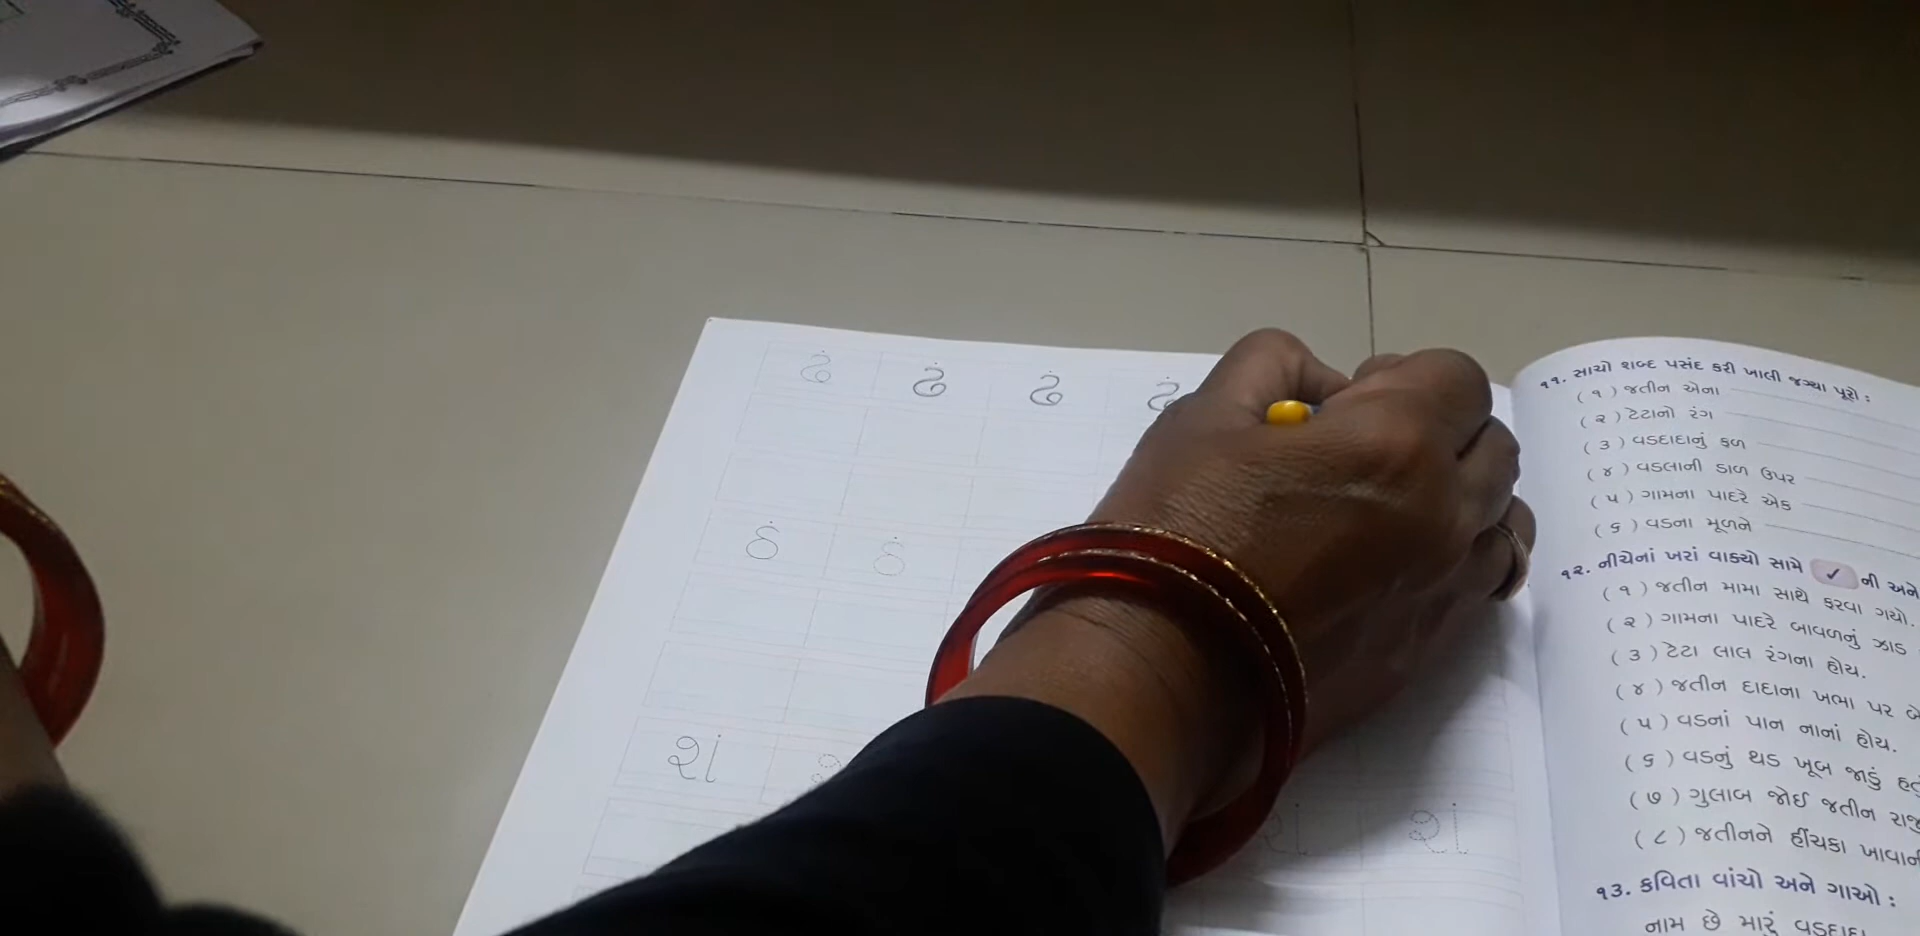 ઢં ઢં ઢં ઢં
ઠં ઠં
શં
શં શં
૧૧. સાચો શબ્દ પસંદ કરી ખાલી જગ્યા પૂરો :
( ૧ ) જતીન એના
( ૨ ) ટેટાનો રંગ
( ૩ ) વડદાદાનું ફળ
( ૪ ) વડલાની ડાળ ઉપર
( ૫ ) ગામના પાદરે એક
( ૬ ) વડના મૂળને
૧૨. નીચેનાં ખરાં વાક્યો સામે ✓ ની અને
( ૧ ) જતીન મામા સાથે ફરવા ગયો.
( ૨ ) ગામના પાદરે બાવળનું ઝાડ
( ૩ ) ટેટા લાલ રંગના હોય.
( ૪ ) જતીન દાદાના ખભા પર
( ૫ ) વડનાં પાન નાનાં હોય.
( ૬ ) વડનું થડ ખૂબ જાડું
( ૭ ) ગુલાબ જોઈ જતીન
( ૮ ) જતીનને હીંચકા
૧૩. કવિતા વાંચો અને ગાઓ :
નામ છે મારું વડદાદા